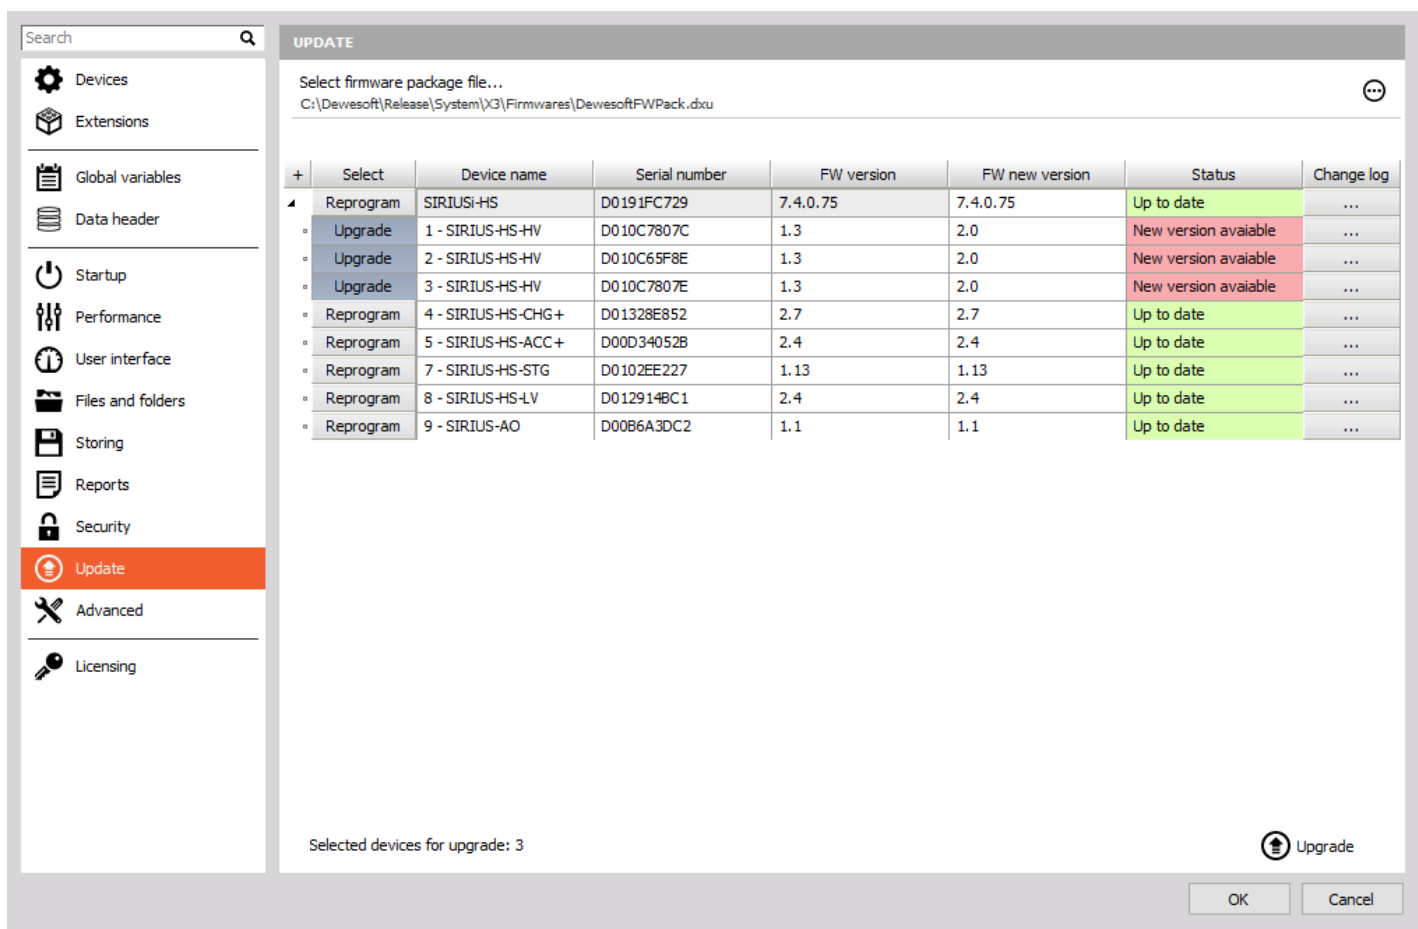 Search
Devices
Extensions
Global variables
Data header
Startup
Performance
User interface
Files and folders
Storing
Reports
Security
Update
Advanced
Licensing
UPDATE
Select firmware package file...
C:\Dewesoft\Release\System\X3\Firmwares\DewesoftFWPack.dxu
+ Select Device name Serial number FW version FW new version Status Change log
Reprogram SIRIUSi-HS D0191FC729 7.4.0.75 7.4.0.75 Up to date ...
Upgrade 1 - SIRIUS-HS-HV D010C7807C 1.3 2.0 New version avaiable ...
Upgrade 2 - SIRIUS-HS-HV D010C65F8E 1.3 2.0 New version avaiable ...
Upgrade 3 - SIRIUS-HS-HV D010C7807E 1.3 2.0 New version avaiable ...
Reprogram 4 - SIRIUS-HS-CHG+ D01328E852 2.7 2.7 Up to date ...
Reprogram 5 - SIRIUS-HS-ACC+ D00D34052B 2.4 2.4 Up to date ...
Reprogram 7 - SIRIUS-HS-STG D0102EE227 1.13 1.13 Up to date ...
Reprogram 8 - SIRIUS-HS-LV D012914BC1 2.4 2.4 Up to date ...
Reprogram 9 - SIRIUS-AO D00B6A3DC2 1.1 1.1 Up to date ...
Selected devices for upgrade: 3
Upgrade
OK
Cancel